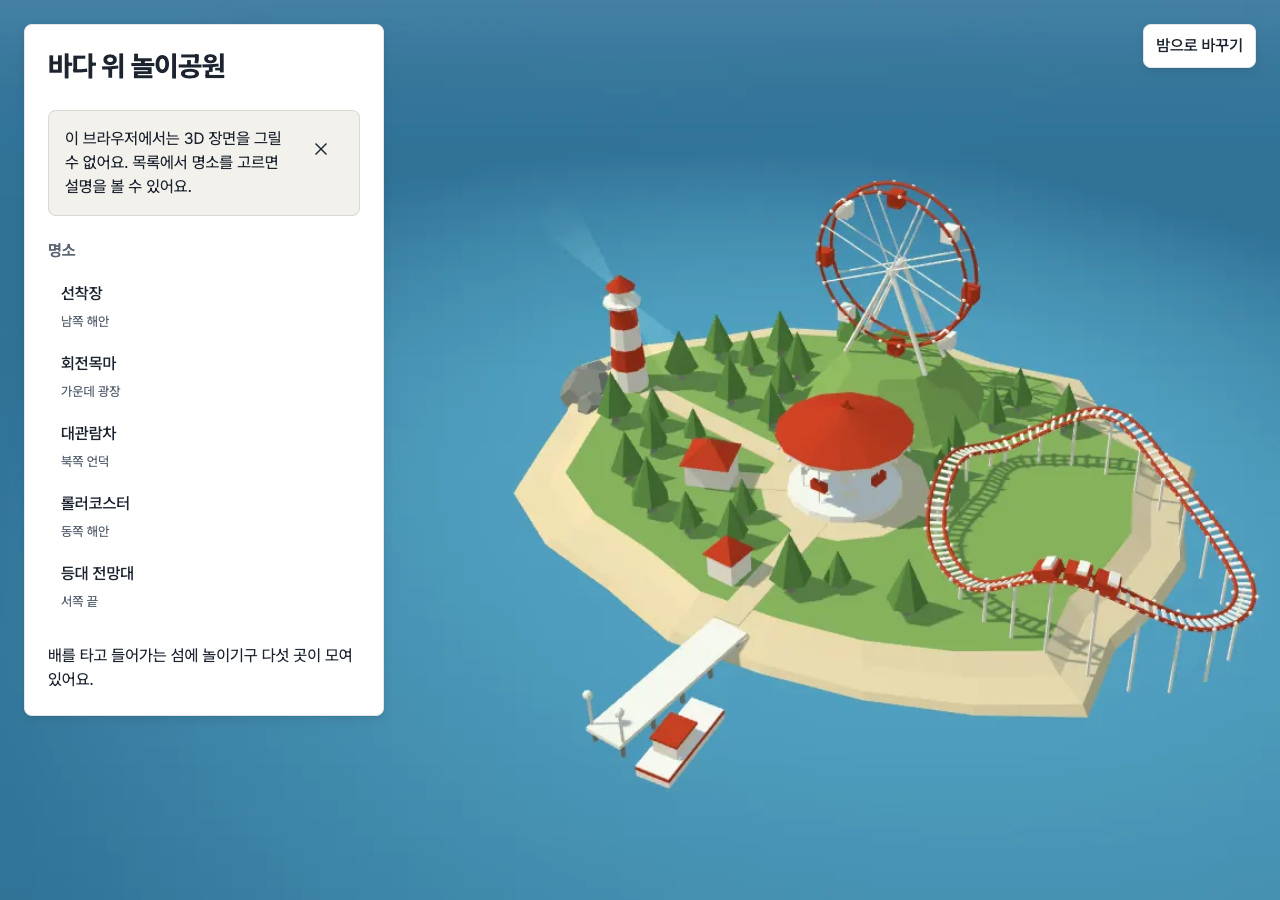 바다 위 놀이공원
밤으로 바꾸기
이 브라우저에서는 3D 장면을 그릴
수 없어요. 목록에서 명소를 고르면
설명을 볼 수 있어요.
명소
선착장
남쪽 해안
회전목마
가운데 광장
대관람차
북쪽 언덕
롤러코스터
동쪽 해안
등대 전망대
서쪽 끝
배를 타고 들어가는 섬에 놀이기구 다섯 곳이 모여
있어요.